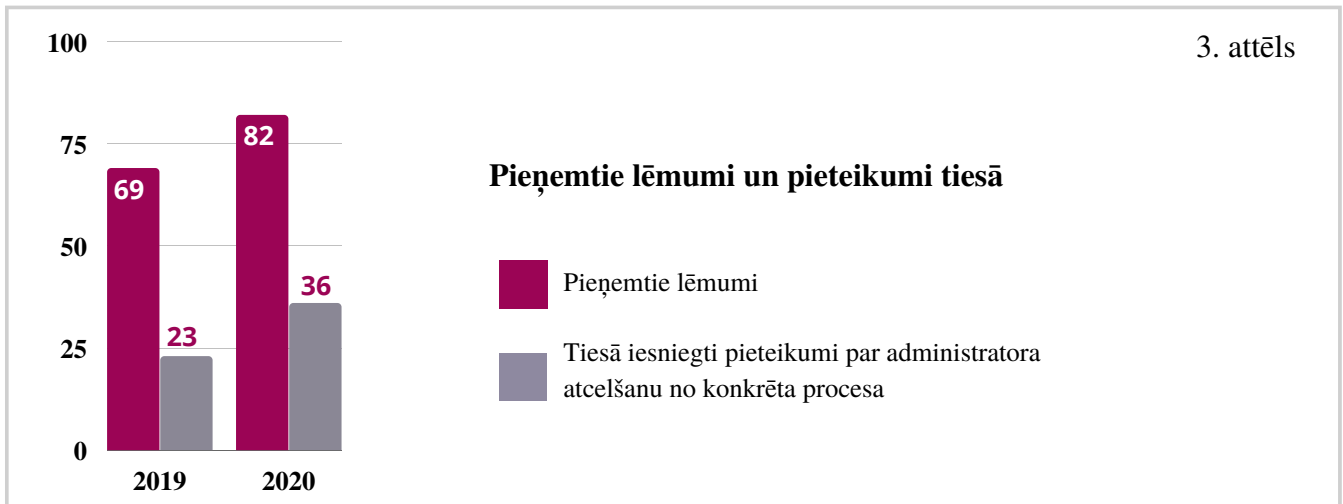 3. attēls
100
75
50
25
0
69
23
82
36
2019
2020
Pieņemtie lēmumi un pieteikumi tiesā
Pieņemtie lēmumi
Tiesā iesniegti pieteikumi par administratora
atcelšanu no konkrēta procesa